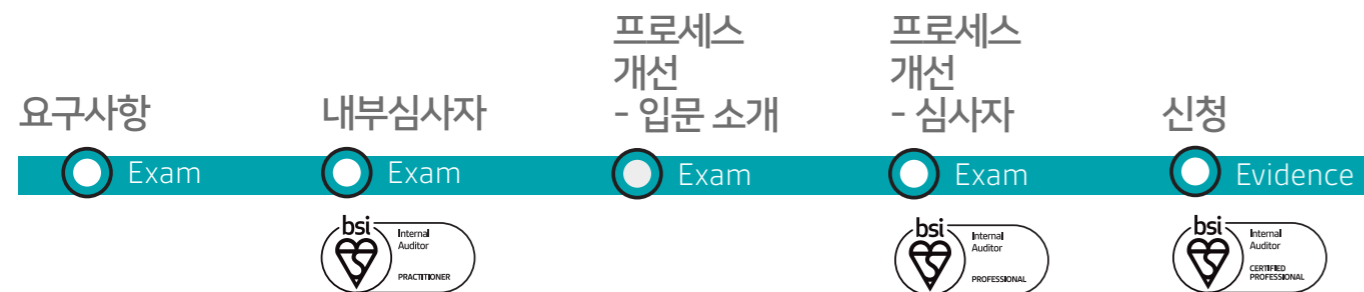 요구사항
Exam
내부심사자
Exam
bsi
Internal
Auditor
PRACTITIONER
프로세스
개선
- 입문 소개
Exam
프로세스
개선
- 심사자
Exam
bsi
Internal
Auditor
PROFESSIONAL
신청
Evidence
bsi
Internal
Auditor
CERTIFIED
PROFESSIONAL